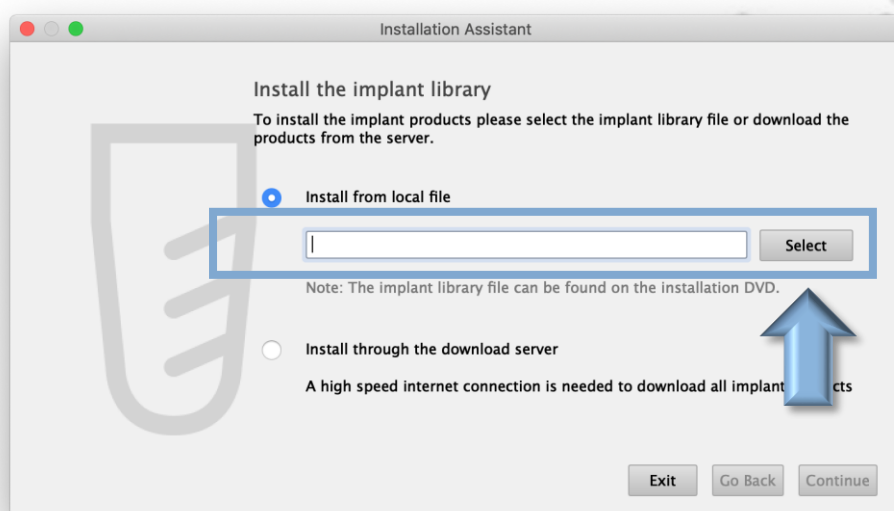 Installation Assistant
Install the implant library
To install the implant products please select the implant library file or download the
products from the server.
Install from local file
Select
Note: The implant library file can be found on the installation DVD.
Install through the download server
A high speed internet connection is needed to download all implant cts
Exit
Go Back
Continue